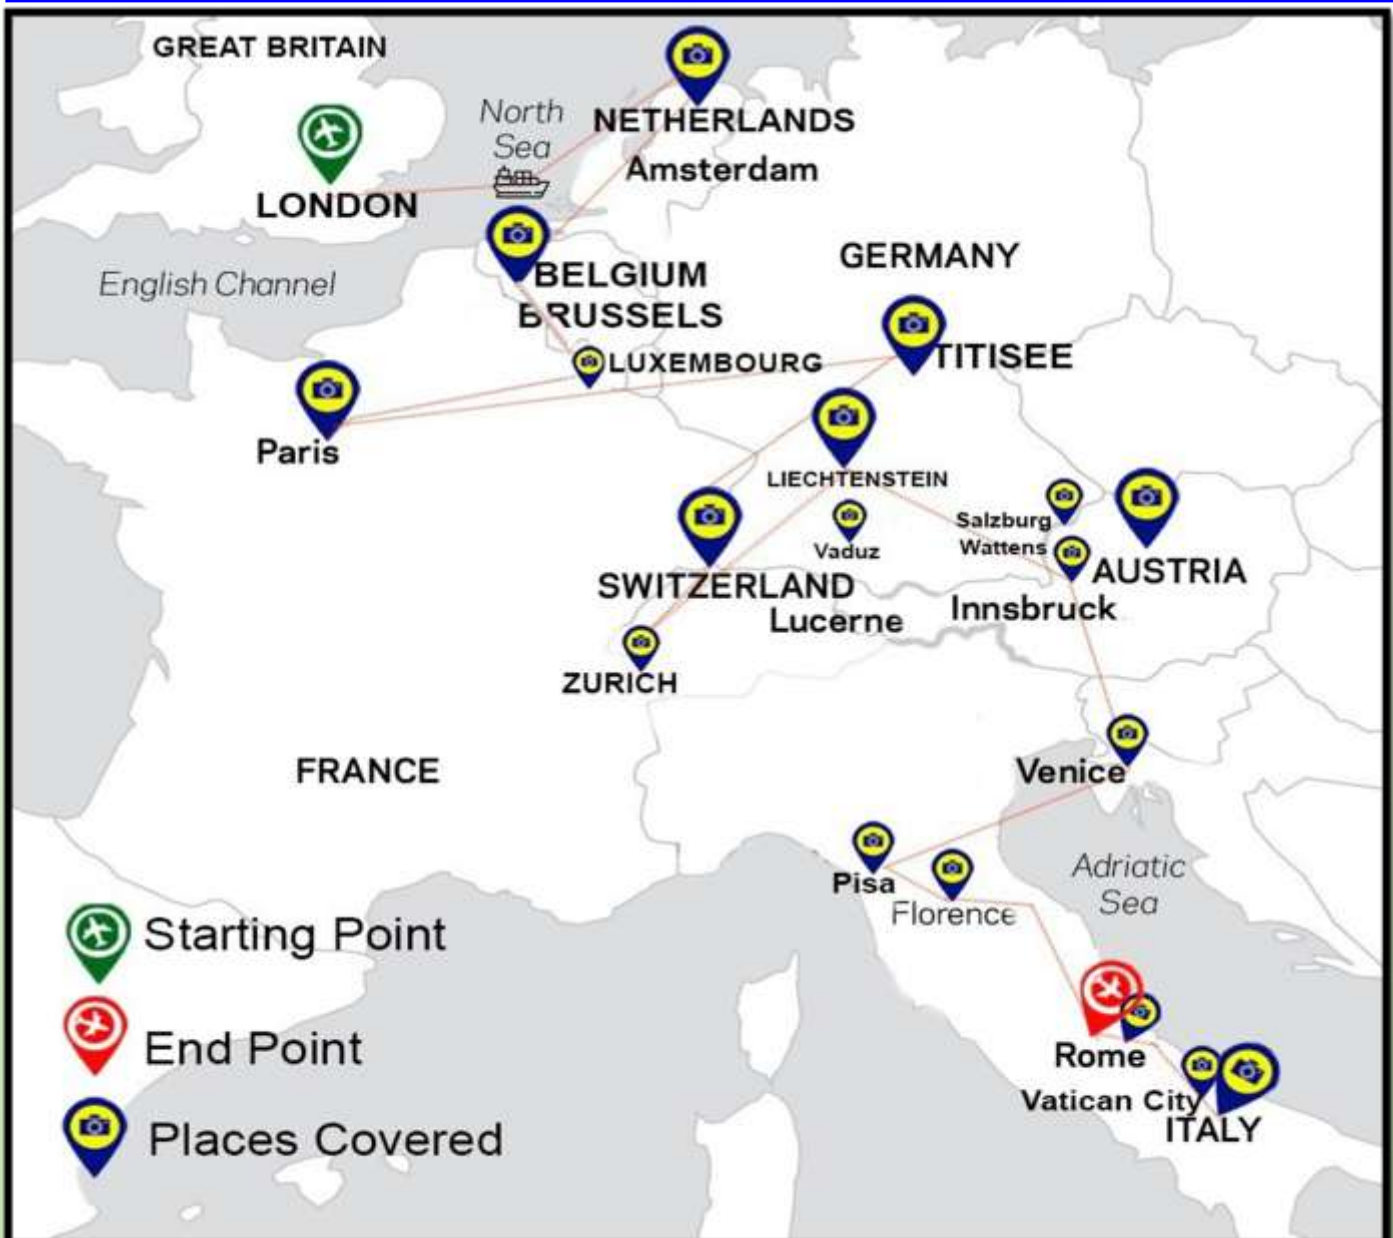 GREAT BRITAIN
North
Sea
NETHERLANDS
Amsterdam
LONDON
GERMANY
English Channel
BELGIUM
BRUSSELS
LUXEMBOURG
TITISEE
Paris
LIECHTENSTEIN
Salzburg
Vaduz
Wattens
AUSTRIA
SWITZERLAND
Lucerne
Innsbruck
ZURICH
FRANCE
Venice
Pisa
Florence
Adriatic
Sea
Starting Point
End Point
Rome
Vatican City
ITALY
Places Covered